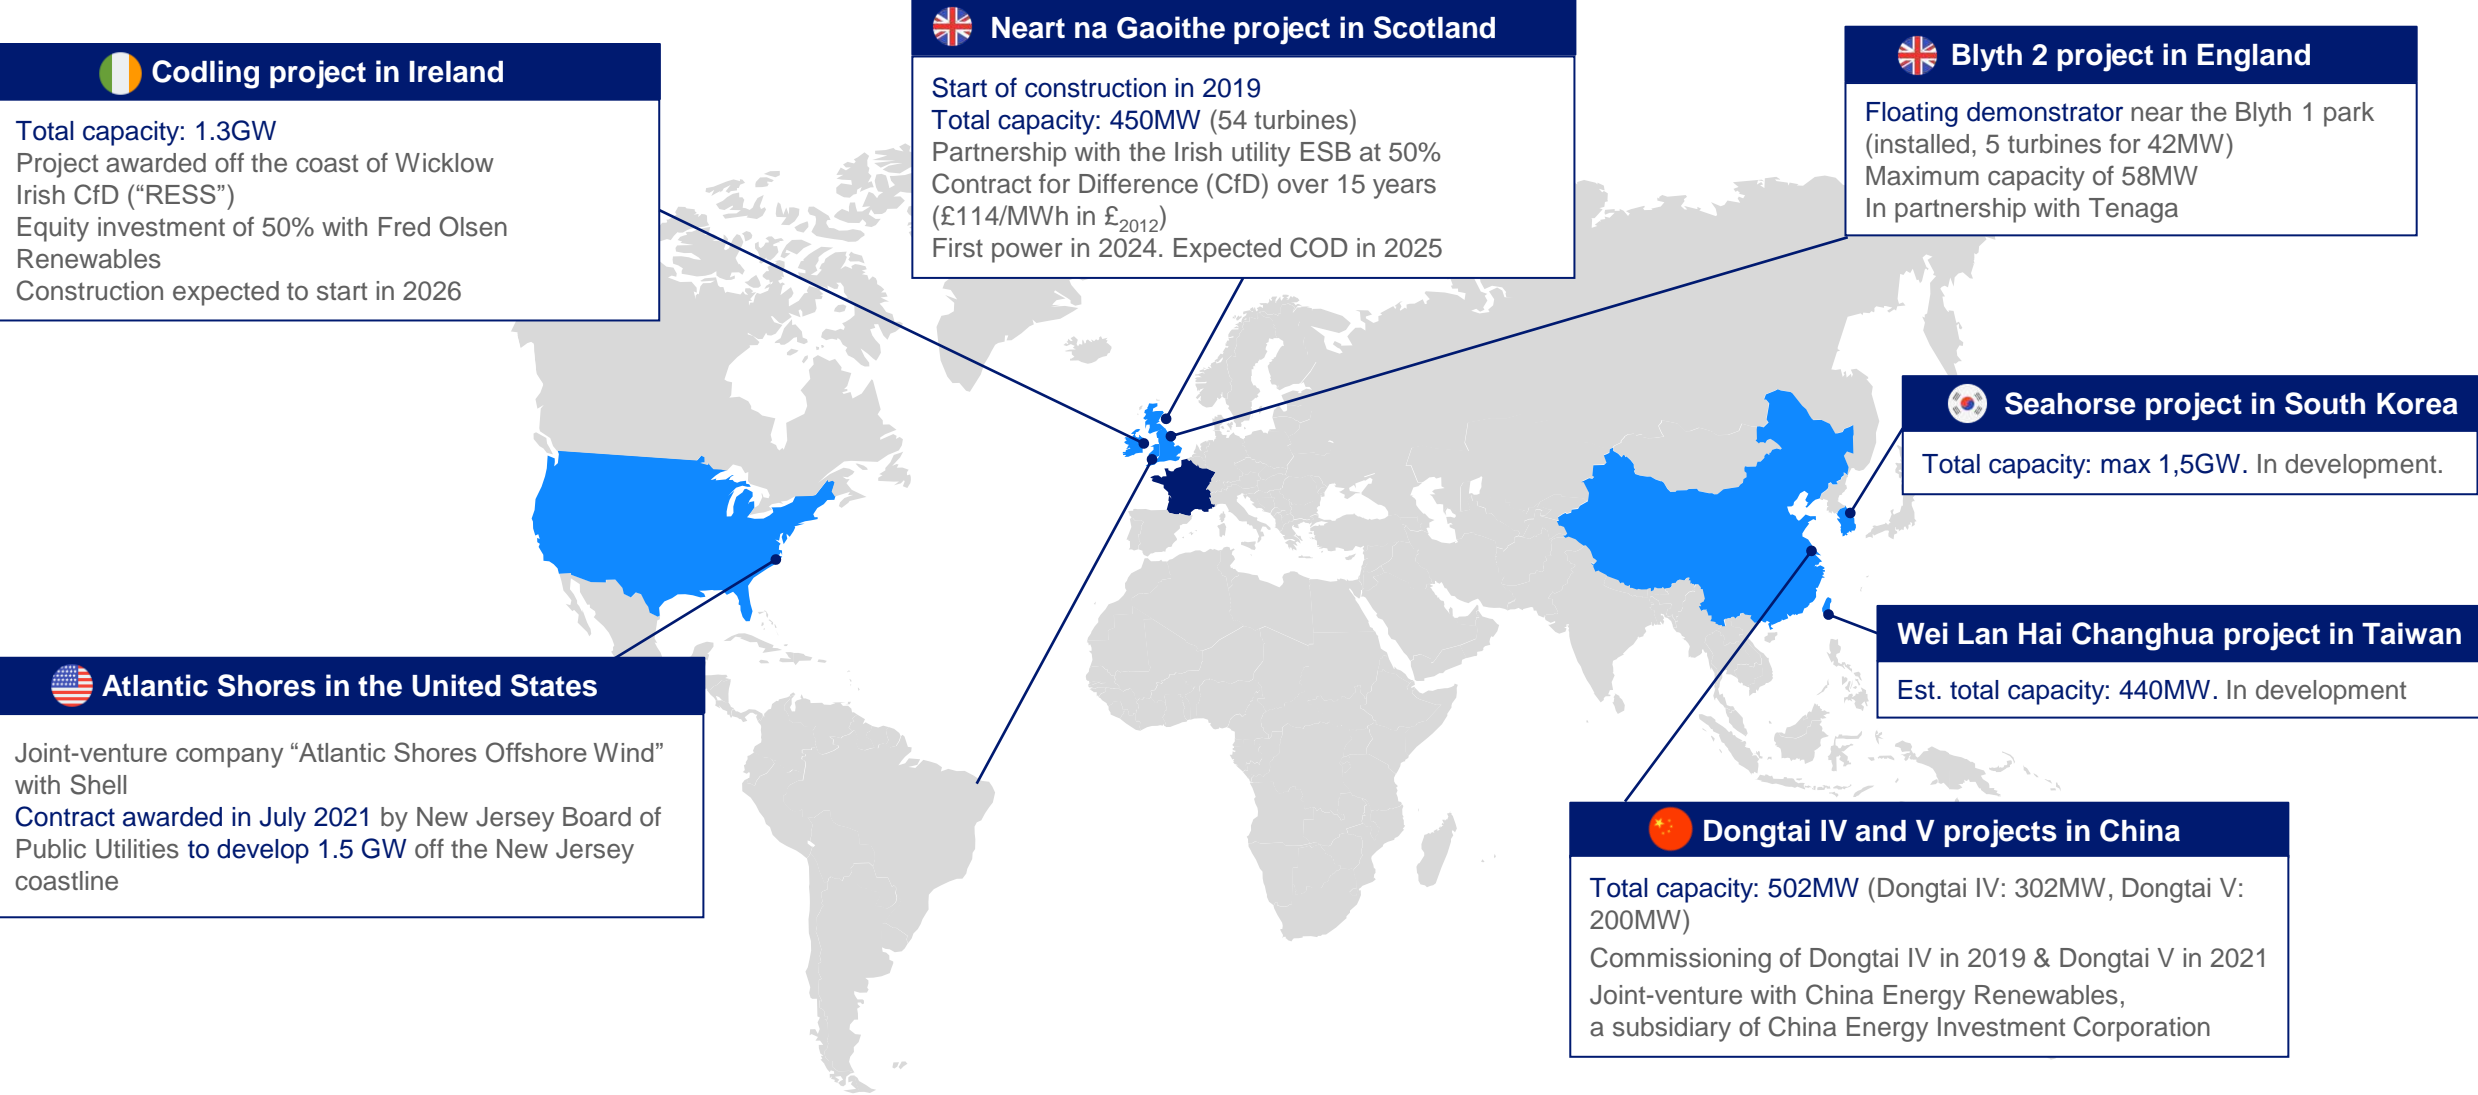 Codling project in Ireland
Total capacity: 1.3GW
Project awarded off the coast of Wicklow
Irish CfD (“RESS”)
Equity investment of 50% with Fred Olsen
Renewables
Construction expected to start in 2026
Neart na Gaoithe project in Scotland
Start of construction in 2019
Total capacity: 450MW (54 turbines)
Partnership with the Irish utility ESB at 50%
Contract for Difference (CfD) over 15 years
(£114/MWh in £2012)
First power in 2024. Expected COD in 2025
Blyth 2 project in England
Floating demonstrator near the Blyth 1 park
(installed, 5 turbines for 42MW)
Maximum capacity of 58MW
In partnership with Tenaga
Seahorse project in South Korea
Total capacity: max 1,5GW. In development.
Wei Lan Hai Changhua project in Taiwan
Est. total capacity: 440MW. In development
Atlantic Shores in the United States
Joint-venture company “Atlantic Shores Offshore Wind”
with Shell
Contract awarded in July 2021 by New Jersey Board of
Public Utilities to develop 1.5 GW off the New Jersey
coastline
Dongtai IV and V projects in China
Total capacity: 502MW (Dongtai IV: 302MW, Dongtai V:
200MW)
Commissioning of Dongtai IV in 2019 & Dongtai V in 2021
Joint-venture with China Energy Renewables,
a subsidiary of China Energy Investment Corporation